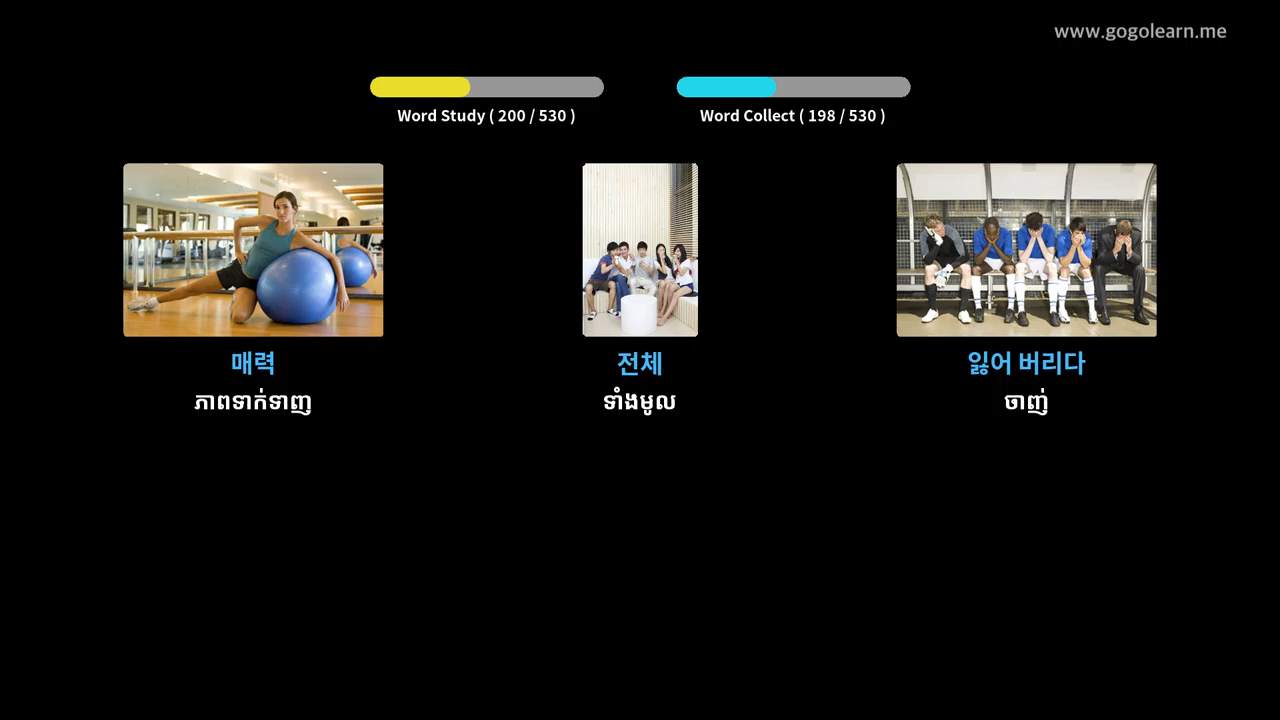 www.gogolearn.me
Word Study ( 200 / 530 )
Word Collect ( 198 / 530 )
매력
ភាពទាក់ទាញ
전체
ទាំងមូល
잃어 버리다
ចាញ់